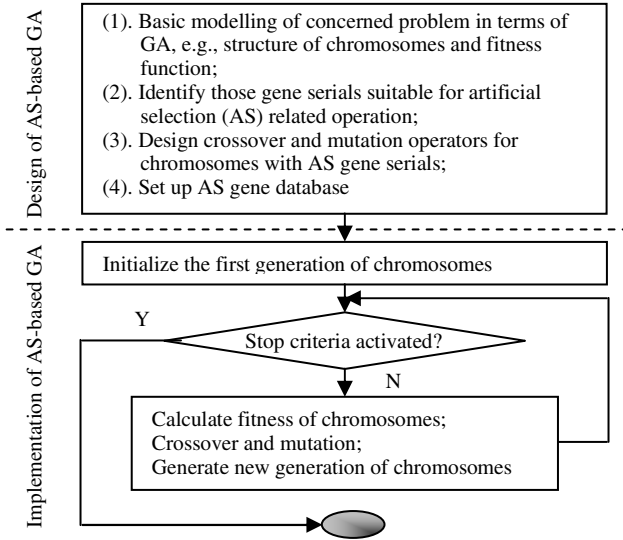 Design of AS-based GA
(1). Basic modelling of concerned problem in terms of
GA, e.g., structure of chromosomes and fitness
function;
(2). Identify those gene serials suitable for artificial
selection (AS) related operation;
(3). Design crossover and mutation operators for
chromosomes with AS gene serials;
(4). Set up AS gene database
Implementation of AS-based GA
Initialize the first generation of chromosomes
Y
Stop criteria activated?
N
Calculate fitness of chromosomes;
Crossover and mutation;
Generate new generation of chromosomes